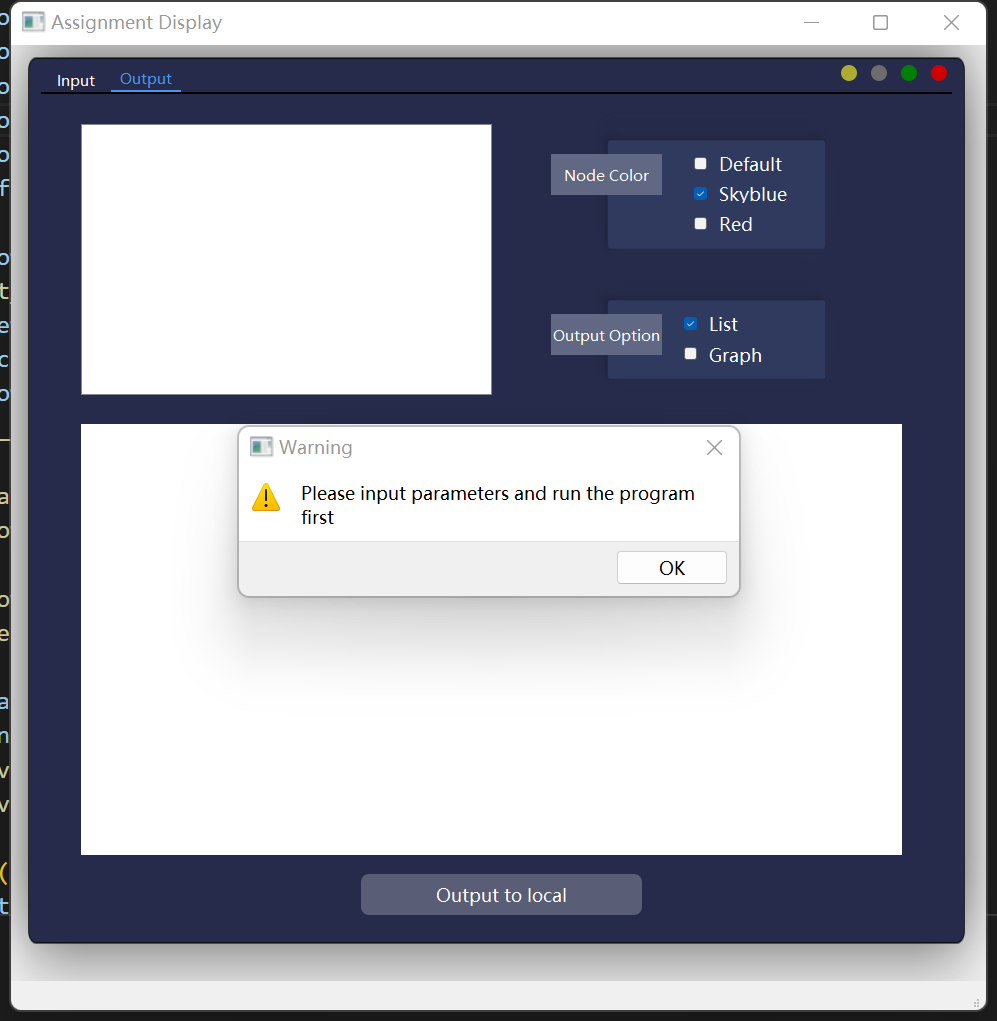 Assignment Display
Input
Output
Node Color
Default
Skyblue
Red
Output Option
List
Graph
Warning
Please input parameters and run the program
first
OK
Output to local